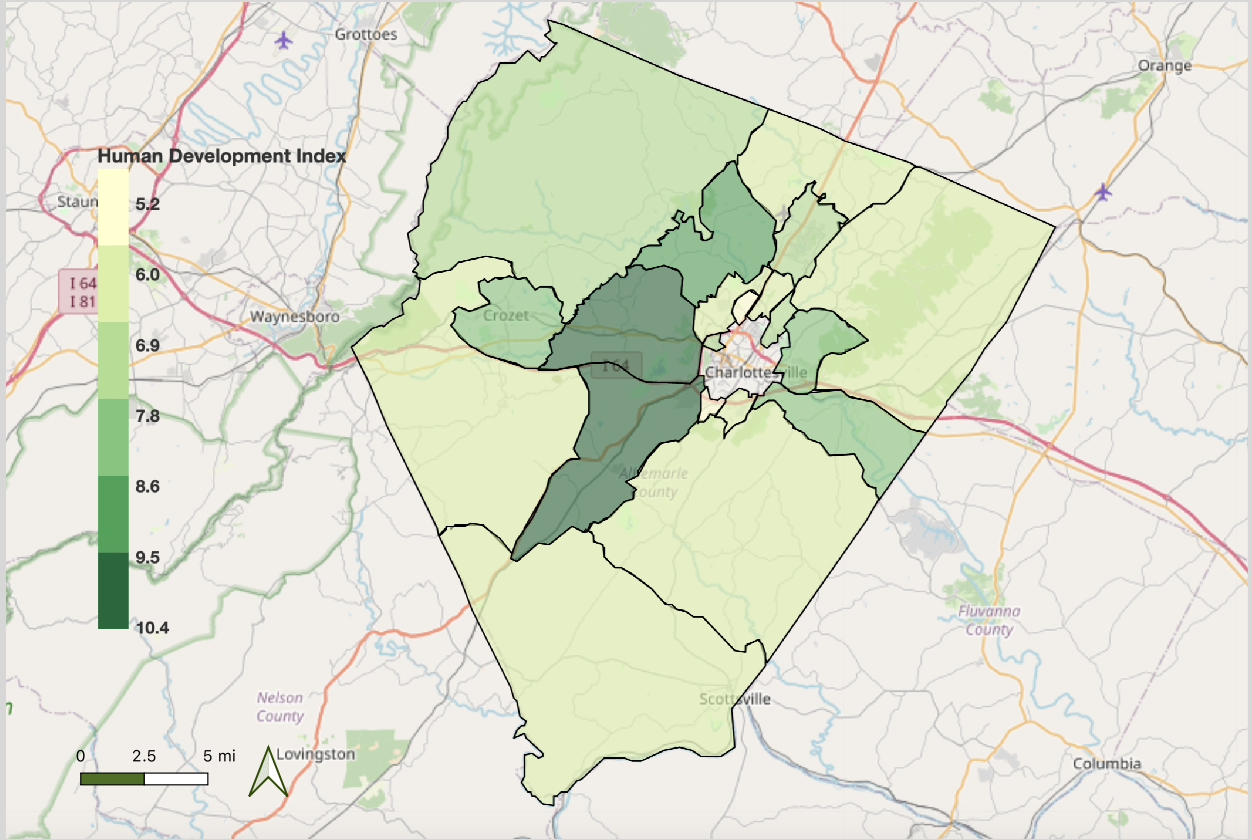 Grottoes
Orange
Human Development Index
Staun
5.2
6.0
I 64
I 81
Waynesboro
Crozet
6.9
I 64
Charlottesville
7.8
Albemarle
County
8.6
9.5
Fluvanna
County
10.4
Nelson
County
Scottsville
0 2.5 5 mi
Lovingston
Columbia